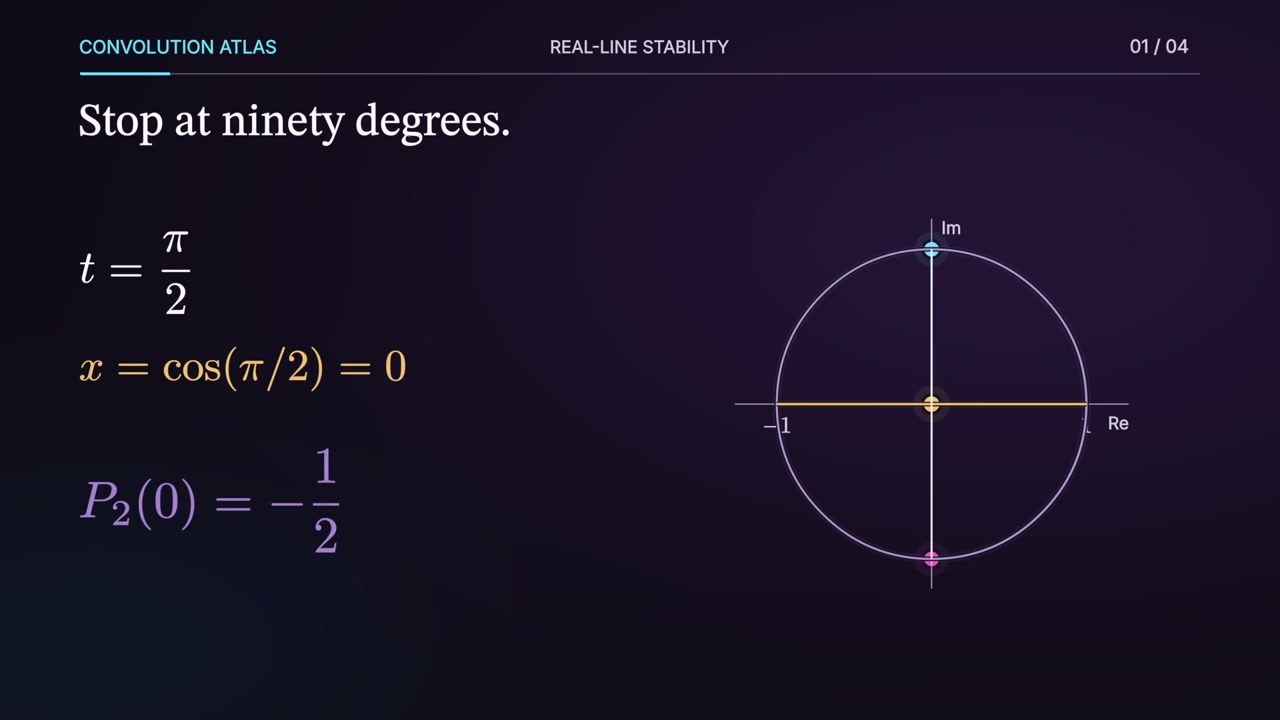 CONVOLUTION ATLAS
REAL-LINE STABILITY
01 / 04
Stop at ninety degrees.
t = π/2
x = cos(π/2) = 0
P₂(0) = −1/2
Im
−1
Re